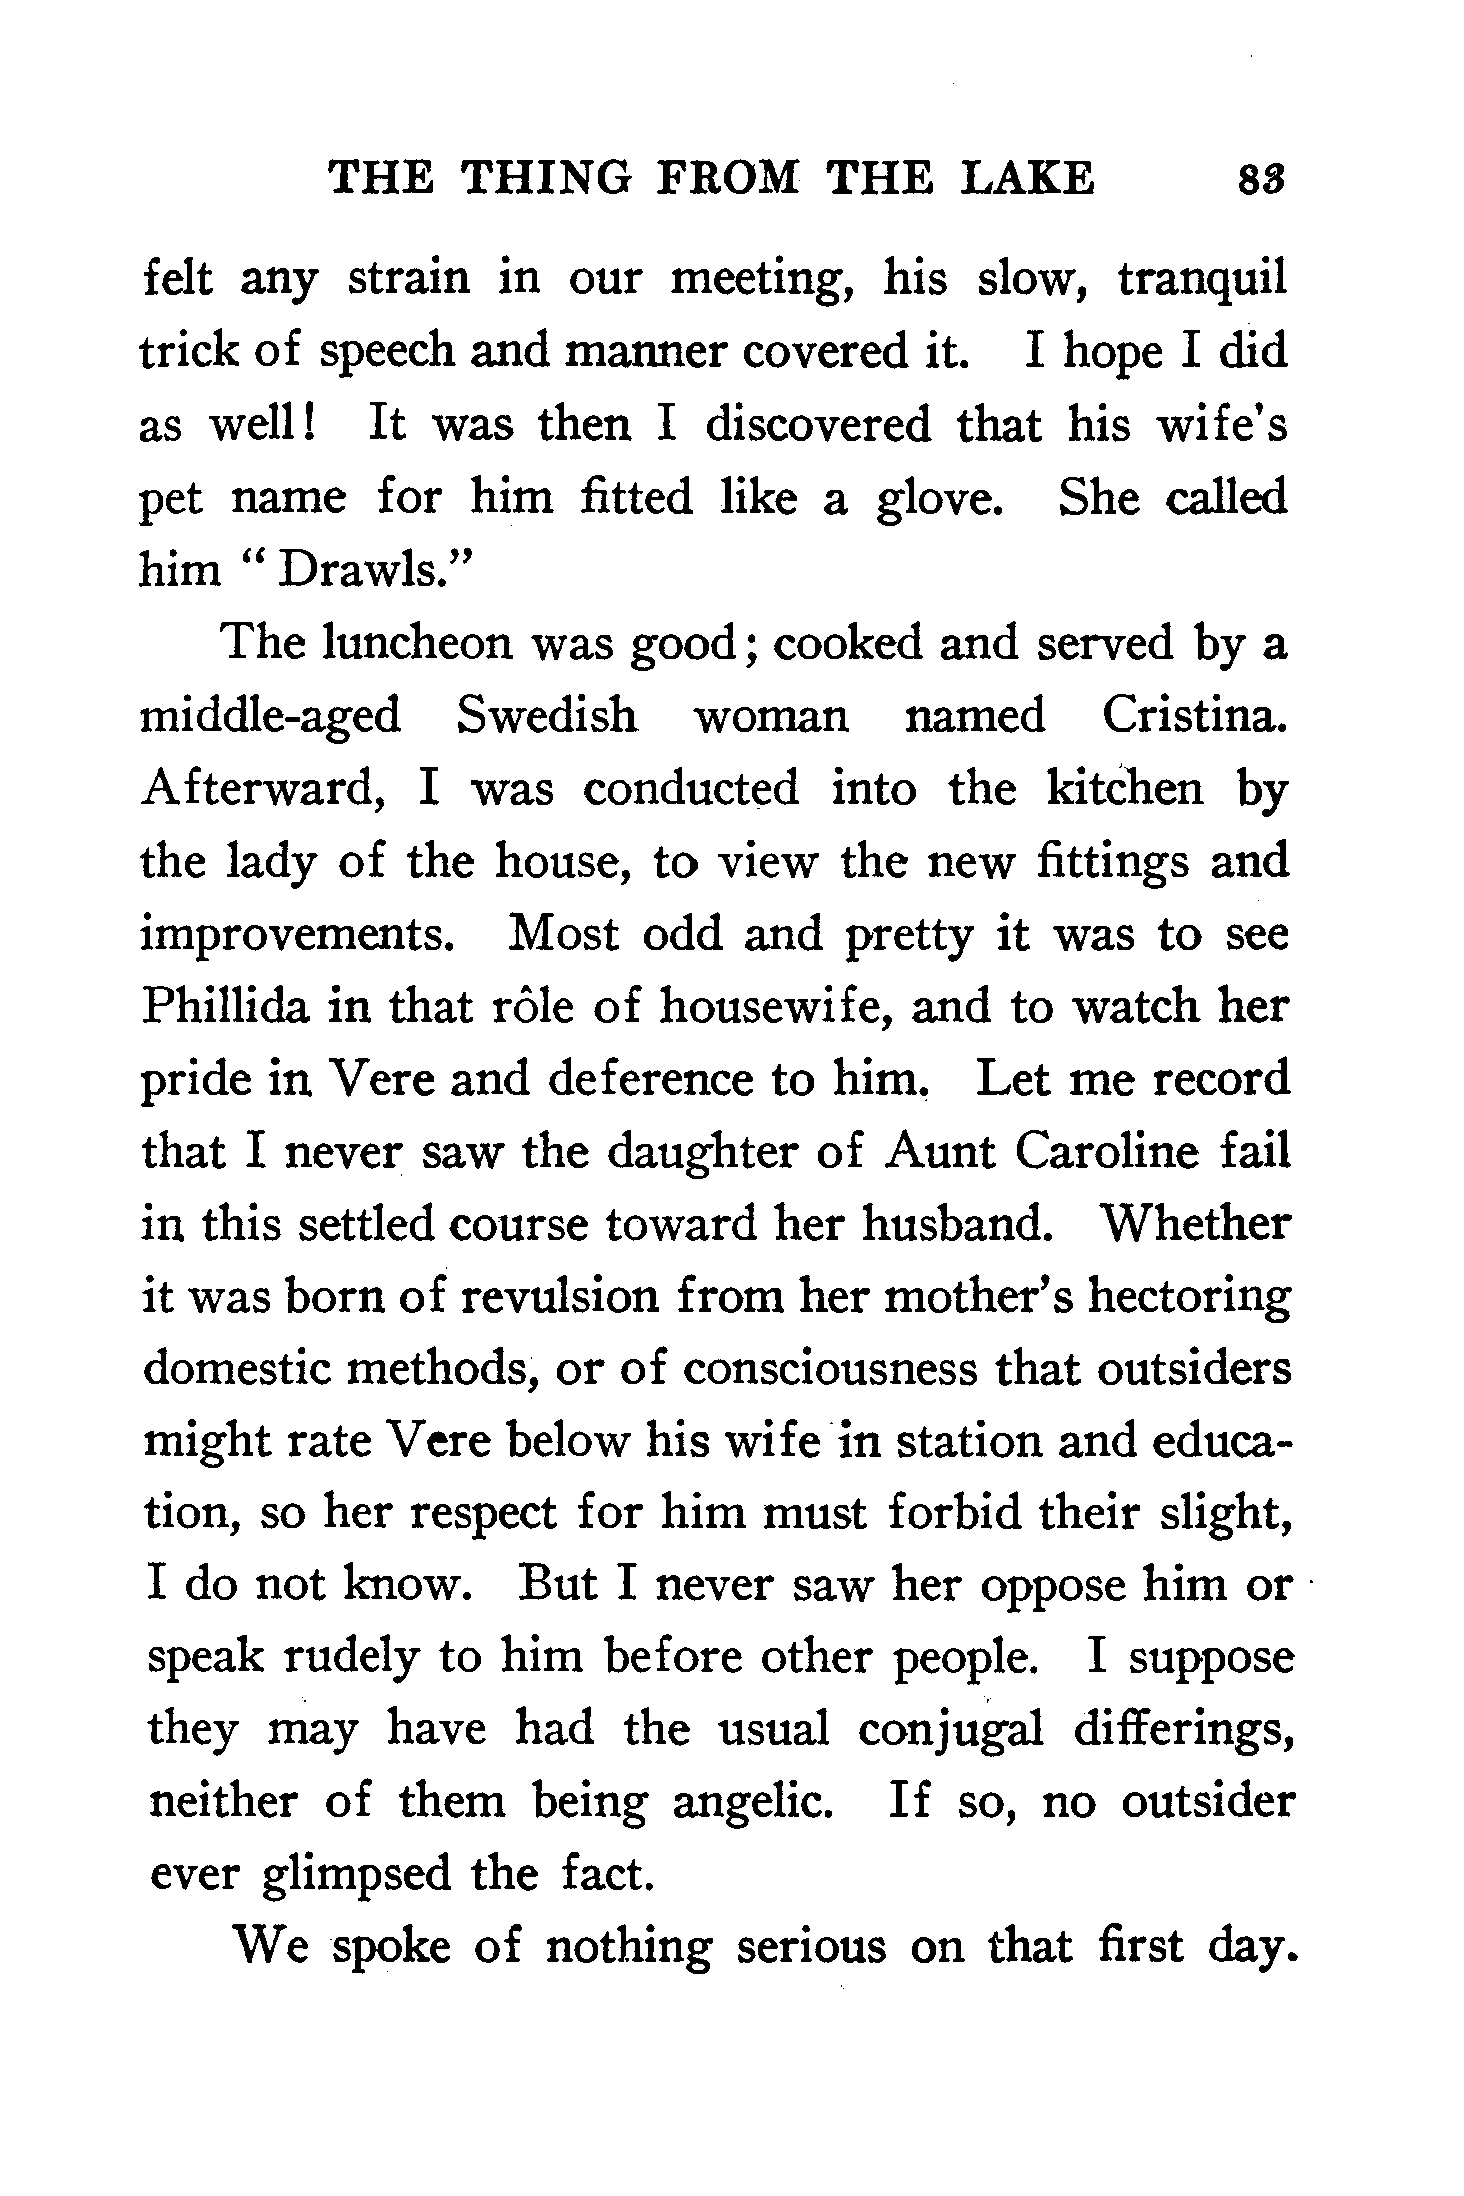 THE THING FROM THE LAKE 83
felt any strain in our meeting, his slow, tranquil
trick of speech and manner covered it. I hope I did
as well! It was then I discovered that his wife's
pet name for him fitted like a glove. She called
him “ Drawls.”
The luncheon was good; cooked and served by a
middle-aged Swedish woman named Cristina.
Afterward, I was conducted into the kitchen by
the lady of the house, to view the new fittings and
improvements. Most odd and pretty it was to see
Phillida in that rôle of housewife, and to watch her
pride in Vere and deference to him. Let me record
that I never saw the daughter of Aunt Caroline fail
in this settled course toward her husband. Whether
it was born of revulsion from her mother's hectoring
domestic methods, or of consciousness that outsiders
might rate Vere below his wife in station and educa-
tion, so her respect for him must forbid their slight,
I do not know. But I never saw her oppose him or
speak rudely to him before other people. I suppose
they may have had the usual conjugal differings,
neither of them being angelic. If so, no outsider
ever glimpsed the fact.
We spoke of nothing serious on that first day.